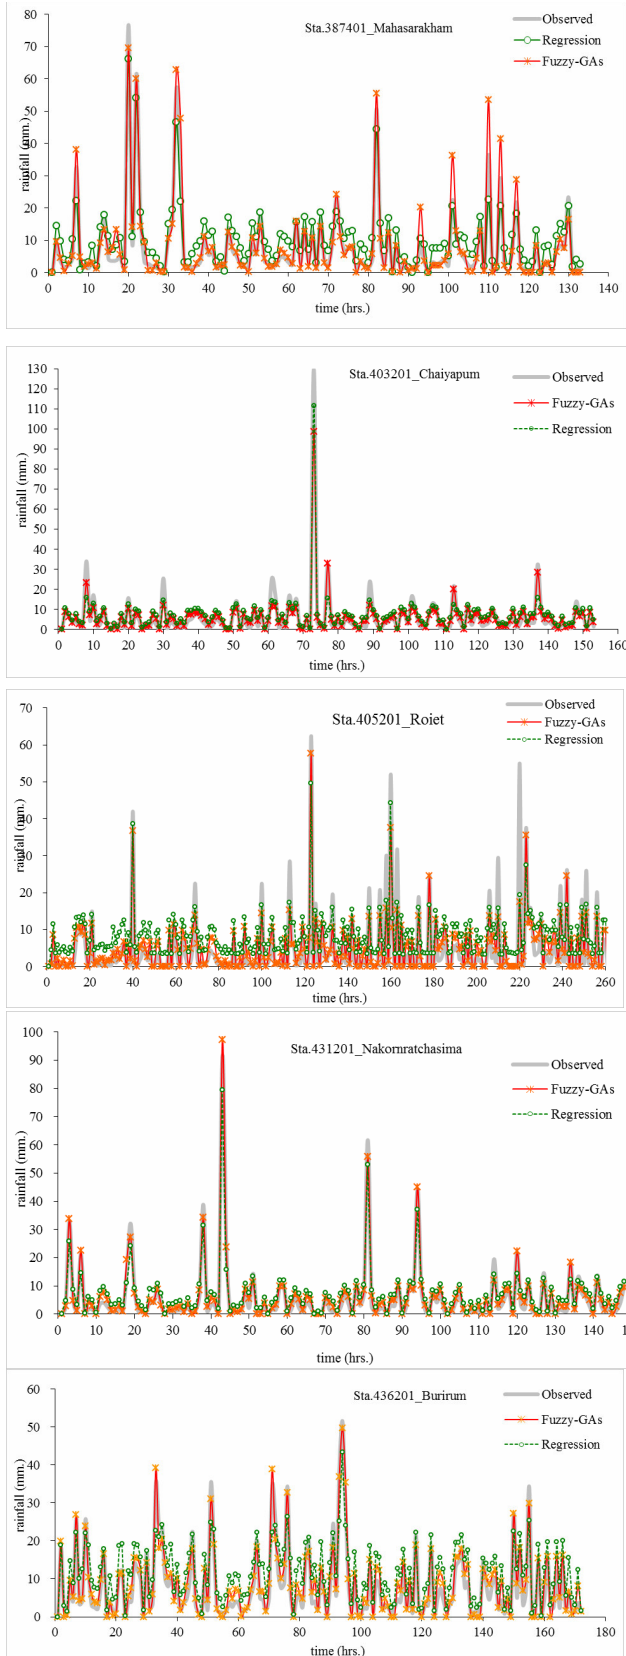 Sta.387401_Mahasarakham
Observed
Regression
Fuzzy-GAs
rainfall (mm.)
80
70
60
50
40
30
20
10
0
0 10 20 30 40 50 60 70 80 90 100 110 120 130 140
time (hrs.)
Sta.403201_Chaiyapum
Observed
Fuzzy-GAs
Regression
rainfall (mm.)
130
120
110
100
90
80
70
60
50
40
30
20
10
0
0 10 20 30 40 50 60 70 80 90 100 110 120 130 140 150 160
time (hrs.)
Sta.405201_Roiet
Observed
Fuzzy-GAs
Regression
rainfall (mm.)
70
60
50
40
30
20
10
0
0 20 40 60 80 100 120 140 160 180 200 220 240 260
time (hrs.)
Sta.431201_Nakornratchasima
Observed
Fuzzy-GAs
Regression
rainfall (mm.)
100
90
80
70
60
50
40
30
20
10
0
0 10 20 30 40 50 60 70 80 90 100 110 120 130 140
time (hrs.)
Sta.436201_Burirum
Observed
Fuzzy-GAs
Regression
rainfall (mm.)
60
50
40
30
20
10
0
0 20 40 60 80 100 120 140 160 180
time (hrs.)